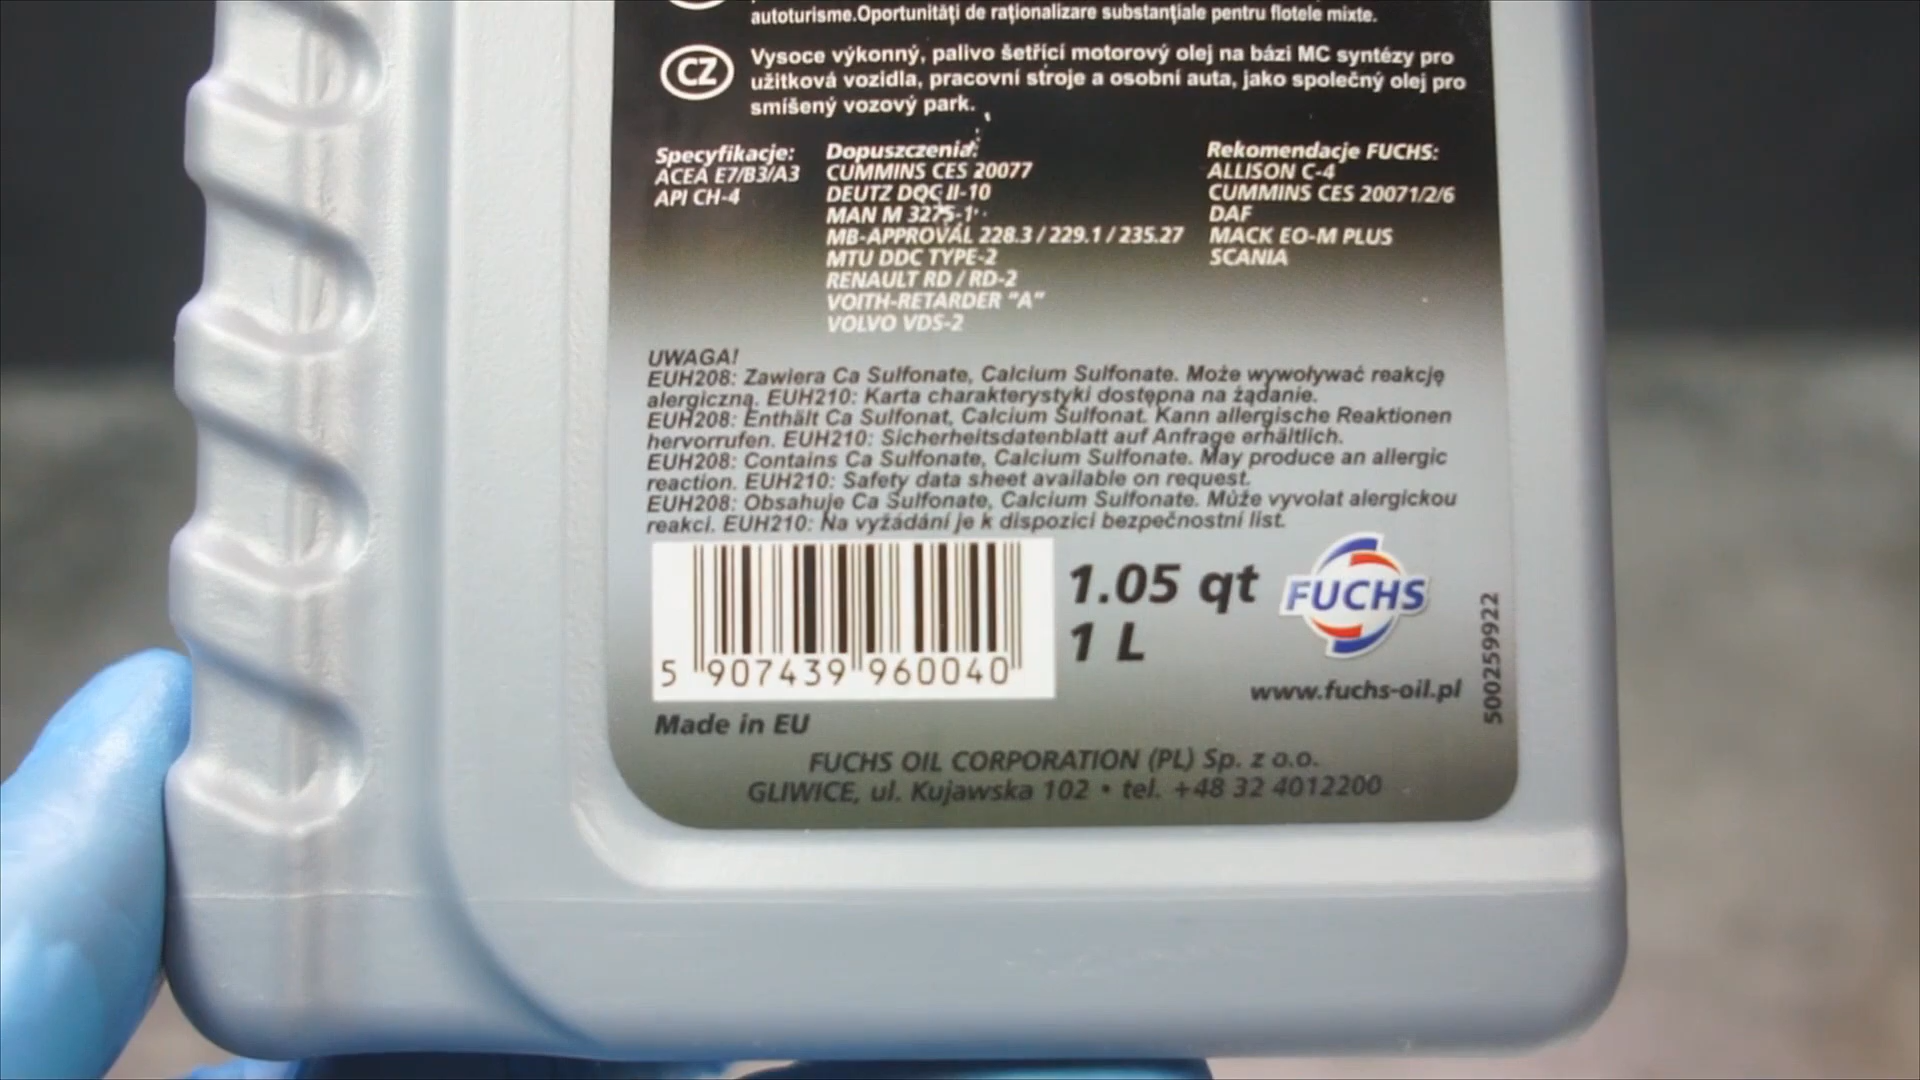 autoturisme.Oportunități de raționalizare substanțiale pentru flotele mixte.
CZ
Vysoce výkonný, palivo šetřící motorový olej na bázi MC syntézy pro
užitková vozidla, pracovní stroje a osobní auta, jako společný olej pro
smíšený vozový park.
Specyfikacje:
ACEA E7/B3/A3
API CH-4
Dopuszczenia:
CUMMINS CES 20077
DEUTZ DQC II-10
MAN M 3275-1
MB-APPROVAL 228.3 / 229.1 / 235.27
MTU DDC TYPE-2
RENAULT RD / RD-2
VOITH-RETARDER "A"
VOLVO VDS-2
Rekomendacje FUCHS:
ALLISON C-4
CUMMINS CES 20071/2/6
DAF
MACK EO-M PLUS
SCANIA
UWAGA!
EUH208: Zawiera Ca Sulfonate, Calcium Sulfonate. Może wywoływać reakcję
alergiczną. EUH210: Karta charakterystyki dostępna na żądanie.
EUH208: Enthält Ca Sulfonat, Calcium Sulfonat. Kann allergische Reaktionen
hervorrufen. EUH210: Sicherheitsdatenblatt auf Anfrage erhältlich.
EUH208: Contains Ca Sulfonate, Calcium Sulfonate. May produce an allergic
reaction. EUH210: Safety data sheet available on request.
EUH208: Obsahuje Ca Sulfonate, Calcium Sulfonate. Může vyvolat alergickou
reakci. EUH210: Na vyžádání je k dispozici bezpečnostní list.
5 907439 960040
1.05 qt
1 L
FUCHS
www.fuchs-oil.pl
500259922
Made in EU
FUCHS OIL CORPORATION (PL) Sp. z o.o.
GLIWICE, ul. Kujawska 102 • tel. +48 32 4012200